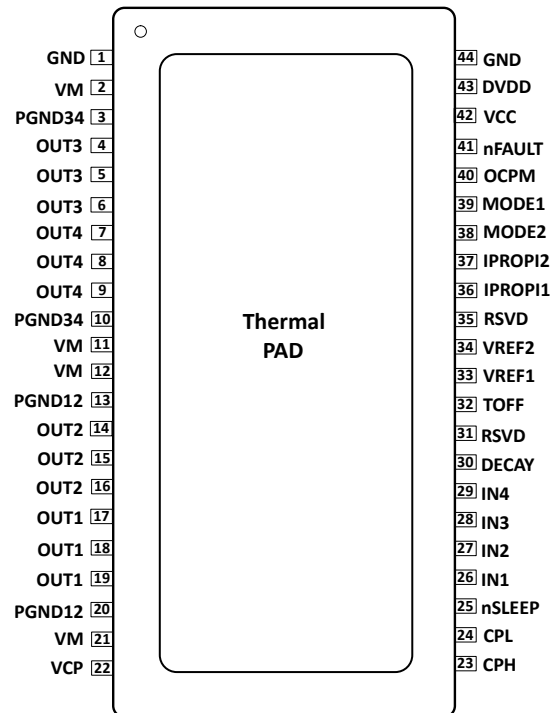 GND 1
VM 2
PGND34 3
OUT3 4
OUT3 5
OUT3 6
OUT4 7
OUT4 8
OUT4 9
PGND34 10
VM 11
VM 12
PGND12 13
OUT2 14
OUT2 15
OUT2 16
OUT1 17
OUT1 18
OUT1 19
PGND12 20
VM 21
VCP 22
Thermal
PAD
44 GND
43 DVDD
42 VCC
41 nFAULT
40 OCPM
39 MODE1
38 MODE2
37 IPROPI2
36 IPROPI1
35 RSVD
34 VREF2
33 VREF1
32 TOFF
31 RSVD
30 DECAY
29 IN4
28 IN3
27 IN2
26 IN1
25 nSLEEP
24 CPL
23 CPH